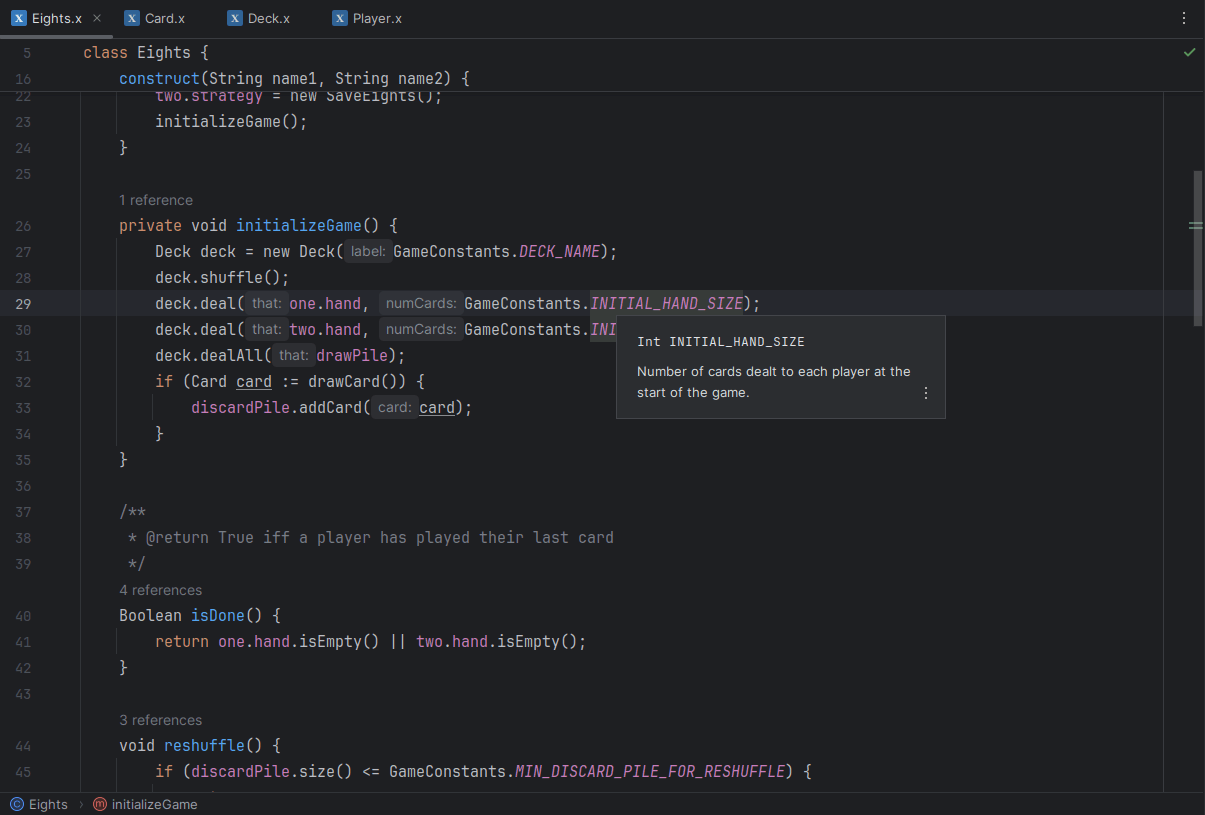 Eights.x Card.x Deck.x Player.x
5 class Eights {
16 construct(String name1, String name2) {
22 two.strategy = new SaveEights();
23 initializeGame();
24 }
25
1 reference
26 private void initializeGame() {
27 Deck deck = new Deck( label: GameConstants.DECK_NAME);
28 deck.shuffle();
29 deck.deal( that: one.hand, numCards: GameConstants.INITIAL_HAND_SIZE);
30 deck.deal( that: two.hand, numCards: GameConstants.INI
Int INITIAL_HAND_SIZE
Number of cards dealt to each player at the
start of the game.
31 deck.dealAll( that: drawPile);
32 if (Card card := drawCard()) {
33 discardPile.addCard( card: card);
34 }
35 }
36
37 /**
38 * @return True iff a player has played their last card
39 */
4 references
40 Boolean isDone() {
41 return one.hand.isEmpty() || two.hand.isEmpty();
42 }
43
3 references
44 void reshuffle() {
45 if (discardPile.size() <= GameConstants.MIN_DISCARD_PILE_FOR_RESHUFFLE) {
Eights › initializeGame